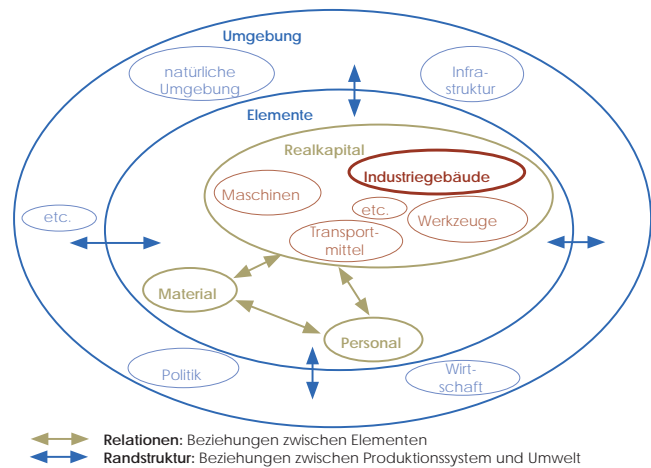 Umgebung
natürliche
Umgebung
Infra-
struktur
Elemente
Realkapital
Industriegebäude
Maschinen
etc.
etc.
Werkzeuge
Transport-
mittel
Material
Personal
Politik
Wirt-
schaft
Relationen: Beziehungen zwischen Elementen
Randstruktur: Beziehungen zwischen Produktionssystem und Umwelt